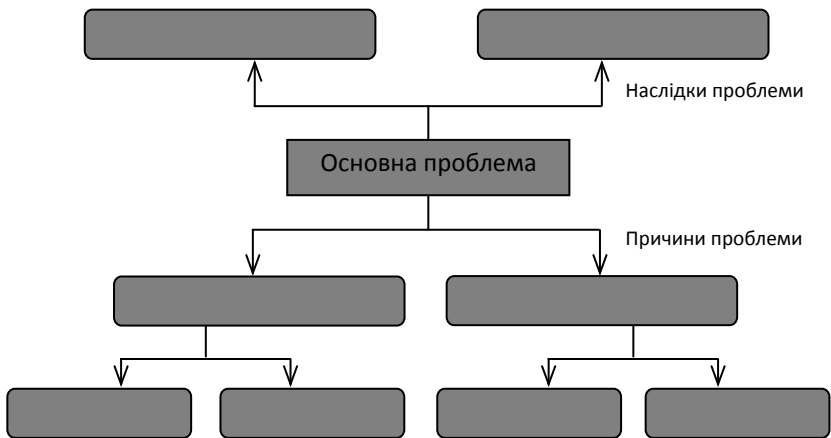 Наслідки проблеми
Основна проблема
Причини проблеми